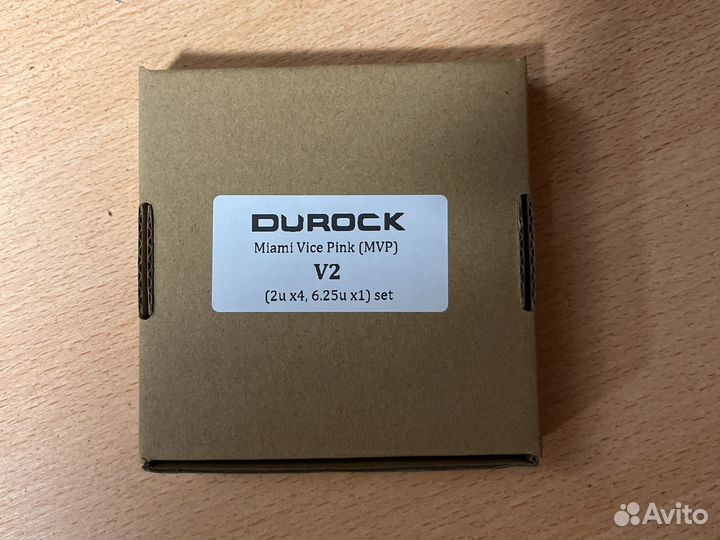 DUROCK
Miami Vice Pink (MVP)
V2
(2u x4, 6.25u x1) set
Avito